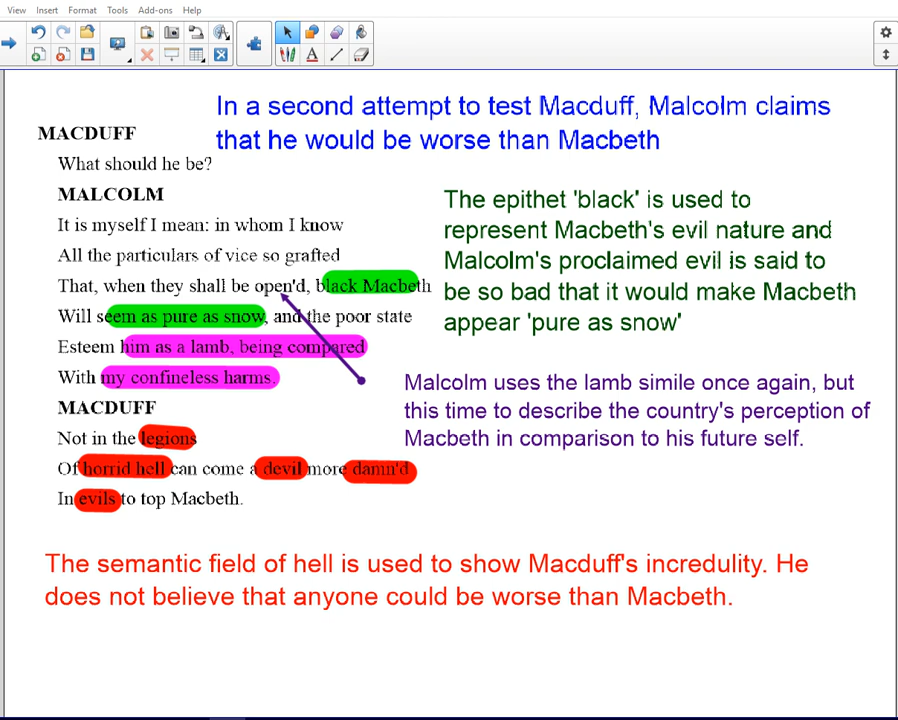 View Insert Format Tools Add-ons Help
In a second attempt to test Macduff, Malcolm claims
that he would be worse than Macbeth
MACDUFF
What should he be?
MALCOLM
It is myself I mean: in whom I know
All the particulars of vice so grafted
That, when they shall be open'd, black Macbeth
Will seem as pure as snow, and the poor state
Esteem him as a lamb, being compared
With my confineless harms.
The epithet 'black' is used to
represent Macbeth's evil nature and
Malcolm's proclaimed evil is said to
be so bad that it would make Macbeth
appear 'pure as snow'
Malcolm uses the lamb simile once again, but
this time to describe the country's perception of
Macbeth in comparison to his future self.
MACDUFF
Not in the legions
Of horrid hell can come a devil more damn'd
In evils to top Macbeth.
The semantic field of hell is used to show Macduff's incredulity. He
does not believe that anyone could be worse than Macbeth.